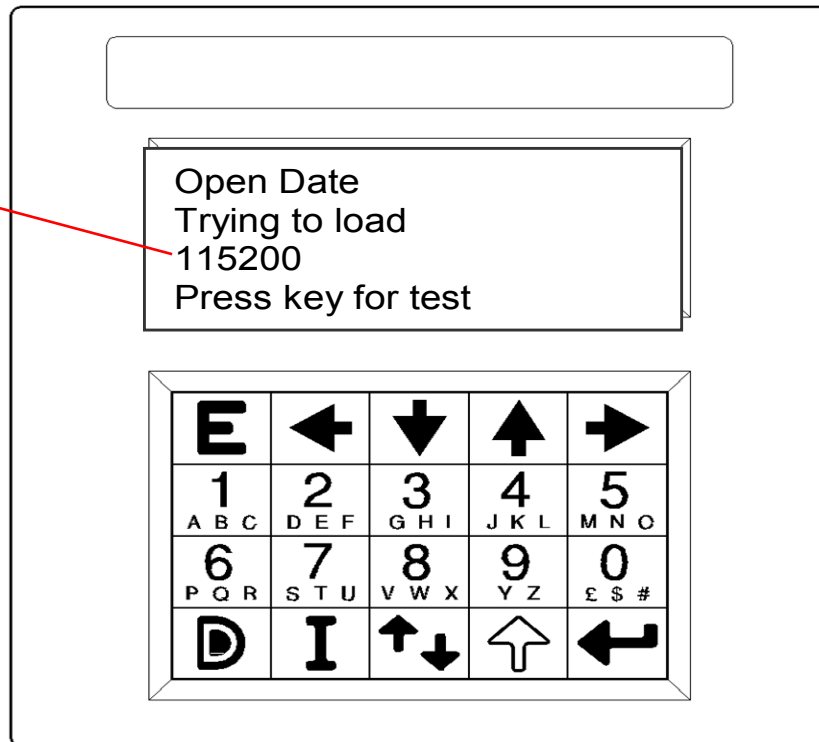 Open Date
Trying to load
115200
Press key for test
E
1 2 3 4 5
A B C D E F G H I J K L M N O
6 7 8 9 0
P Q R S T U V W X Y Z £ $ #
D I